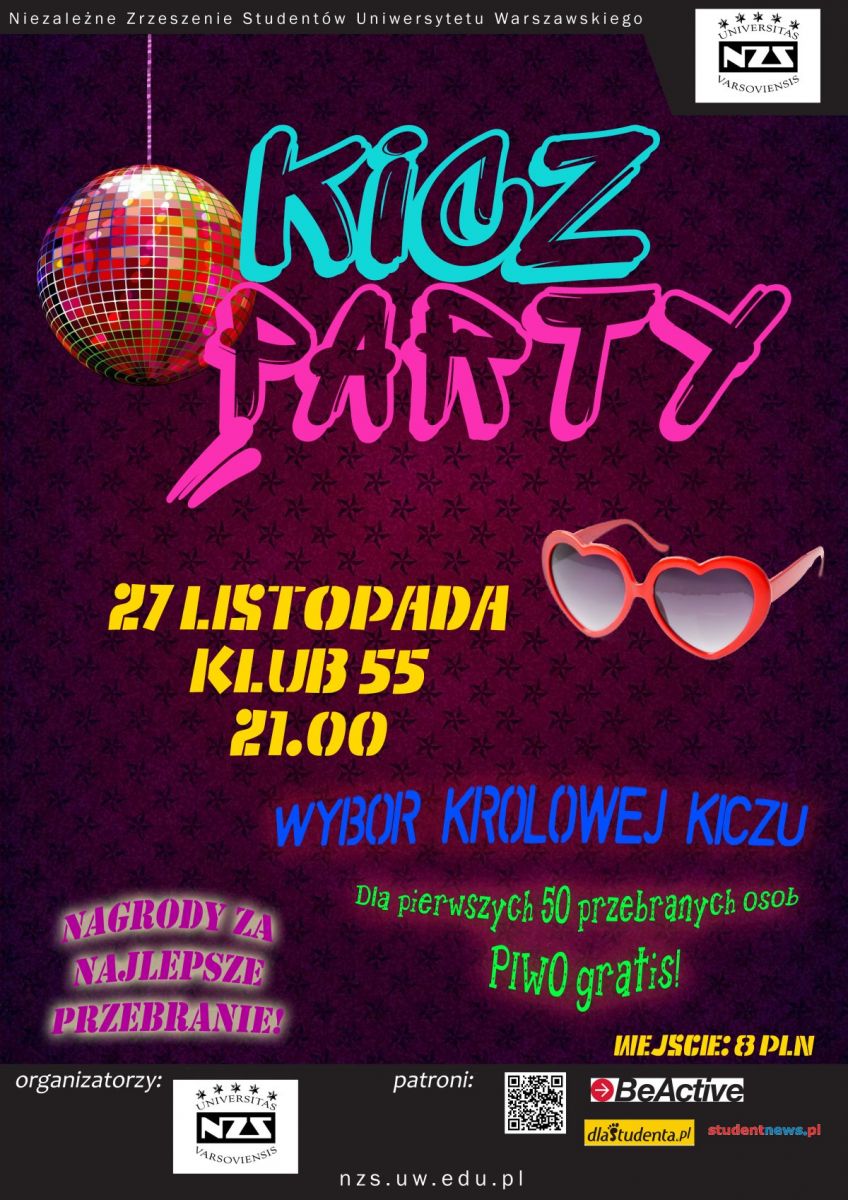 Niezależne Zrzeszenie Studentów Uniwersytetu Warszawskiego
UNIVERSITAS
NZS
VARSOVIENSIS
KiCZ
PARTY
27 LISTOPADA
KLUB 55
21.00
WYBOR KROLOWEJ KICZU
Dla pierwszych 50 przebranych osob
PIWO gratis!
NAGRODY ZA
NAJLEPSZE
PRZEBRANIE!
WEJSCIE: 8 PLN
organizatorzy:
UNIVERSITAS
NZS
VARSOVIENSIS
patroni:
BeActive
dlaStudenta.pl
studentnews.pl
nzs.uw.edu.pl